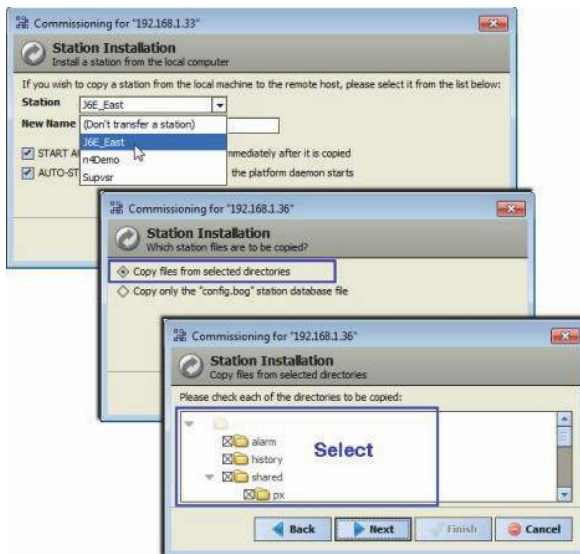 Commissioning for "192.168.1.33"
Station Installation
Install a station from the local computer
If you wish to copy a station from the local machine to the remote host, please select it from the list below:
Station J6E_East
New Name (Don't transfer a station)
J6E_East
START A mmediately after it is copied
n4Demo
AUTO-ST the platform daemon starts
Supvsr
Commissioning for "192.168.1.36"
Station Installation
Which station files are to be copied?
Copy files from selected directories
Copy only the "config.bog" station database file
Commissioning for "192.168.1.36"
Station Installation
Copy files from selected directories
Please check each of the directories to be copied:
alarm
Select
history
shared
px
Back Next Finish Cancel